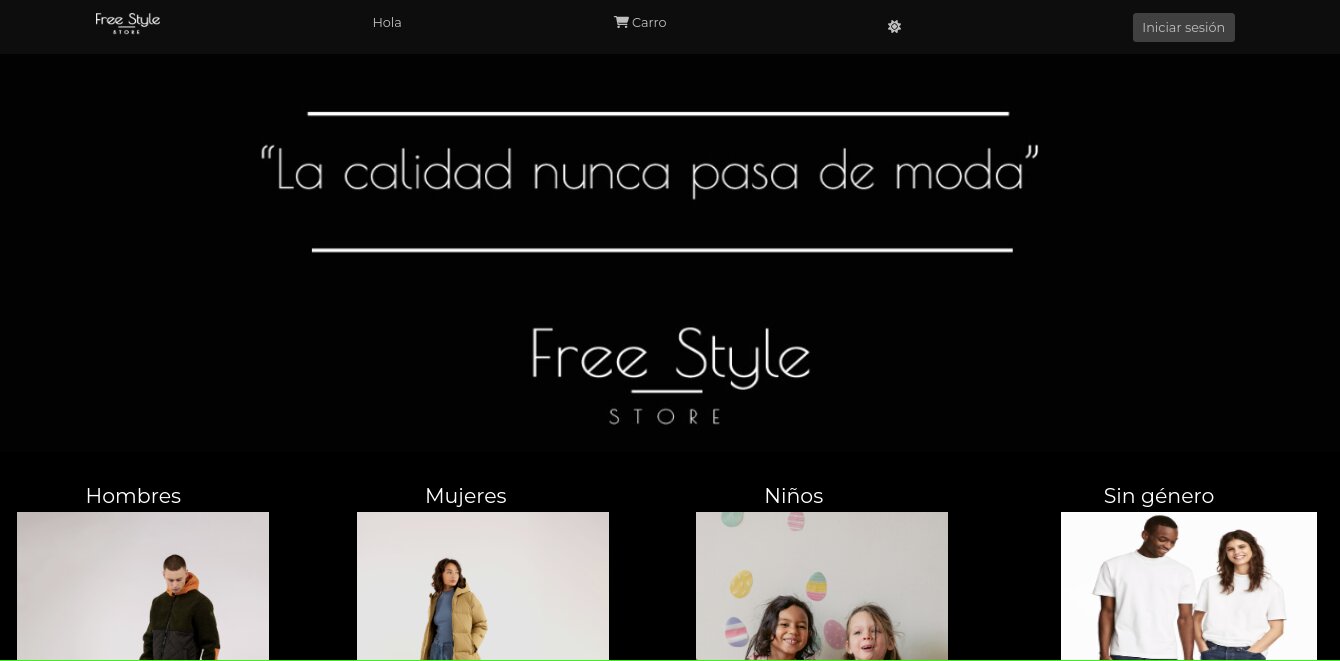 Free Style
STORE
Hola
Carro
Iniciar sesión
“La calidad nunca pasa de moda”
Free Style
STORE
Hombres
Mujeres
Niños
Sin género